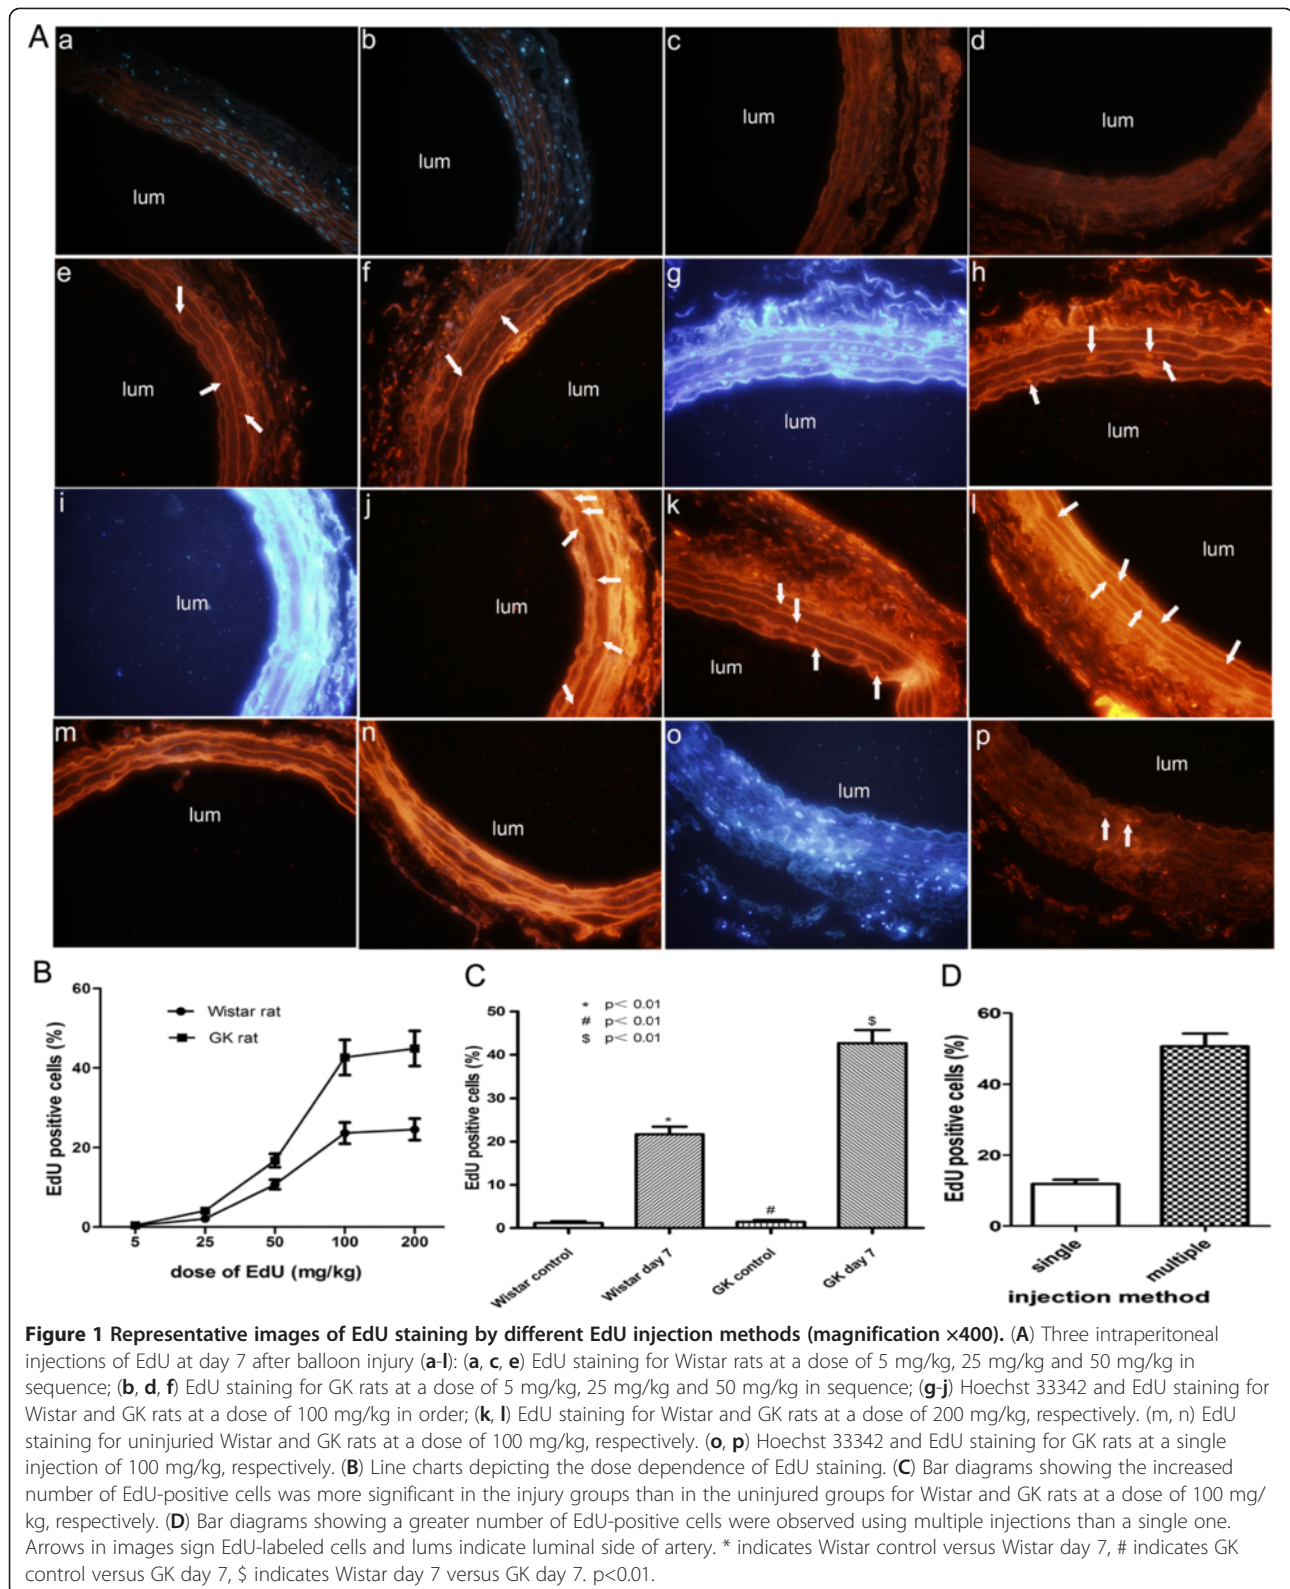 A
a
b
c
d
lum
lum
lum
lum
e
f
g
h
lum
lum
lum
lum
i
j
k
l
lum
lum
lum
lum
m
n
o
p
lum
lum
lum
lum
B
60
40
20
0
EdU positive cells (%)
Wistar rat
GK rat
5 25 50 100 200
dose of EdU (mg/kg)
C
50
40
30
20
10
0
EdU positive cells (%)
* p< 0.01
# p< 0.01
$ p< 0.01
*
#
$
Wistar control
Wistar day 7
GK control
GK day 7
D
60
40
20
0
EdU positive cells (%)
single
multiple
injection method
Figure 1 Representative images of EdU staining by different EdU injection methods (magnification ×400). (A) Three intraperitoneal
injections of EdU at day 7 after balloon injury (a-l): (a, c, e) EdU staining for Wistar rats at a dose of 5 mg/kg, 25 mg/kg and 50 mg/kg in
sequence; (b, d, f) EdU staining for GK rats at a dose of 5 mg/kg, 25 mg/kg and 50 mg/kg in sequence; (g-j) Hoechst 33342 and EdU staining for
Wistar and GK rats at a dose of 100 mg/kg in order; (k, l) EdU staining for Wistar and GK rats at a dose of 200 mg/kg, respectively. (m, n) EdU
staining for uninjuried Wistar and GK rats at a dose of 100 mg/kg, respectively. (o, p) Hoechst 33342 and EdU staining for GK rats at a single
injection of 100 mg/kg, respectively. (B) Line charts depicting the dose dependence of EdU staining. (C) Bar diagrams showing the increased
number of EdU-positive cells was more significant in the injury groups than in the uninjured groups for Wistar and GK rats at a dose of 100 mg/
kg, respectively. (D) Bar diagrams showing a greater number of EdU-positive cells were observed using multiple injections than a single one.
Arrows in images sign EdU-labeled cells and lums indicate luminal side of artery. * indicates Wistar control versus Wistar day 7, # indicates GK
control versus GK day 7, $ indicates Wistar day 7 versus GK day 7. p<0.01.